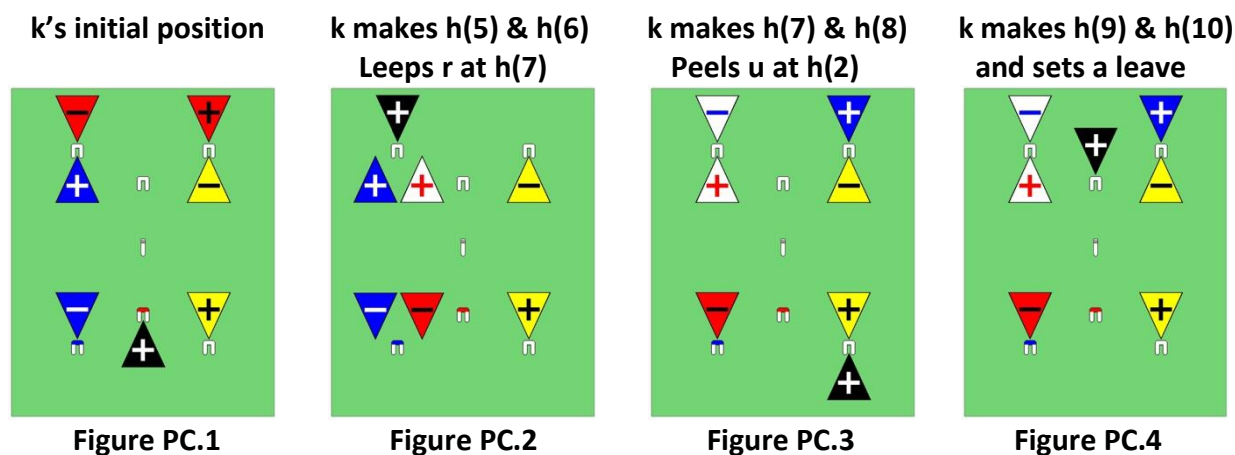 k's initial position
k makes h(5) & h(6)
Leeps r at h(7)
k makes h(7) & h(8)
Peels u at h(2)
k makes h(9) & h(10)
and sets a leave
Figure PC.1
Figure PC.2
Figure PC.3
Figure PC.4